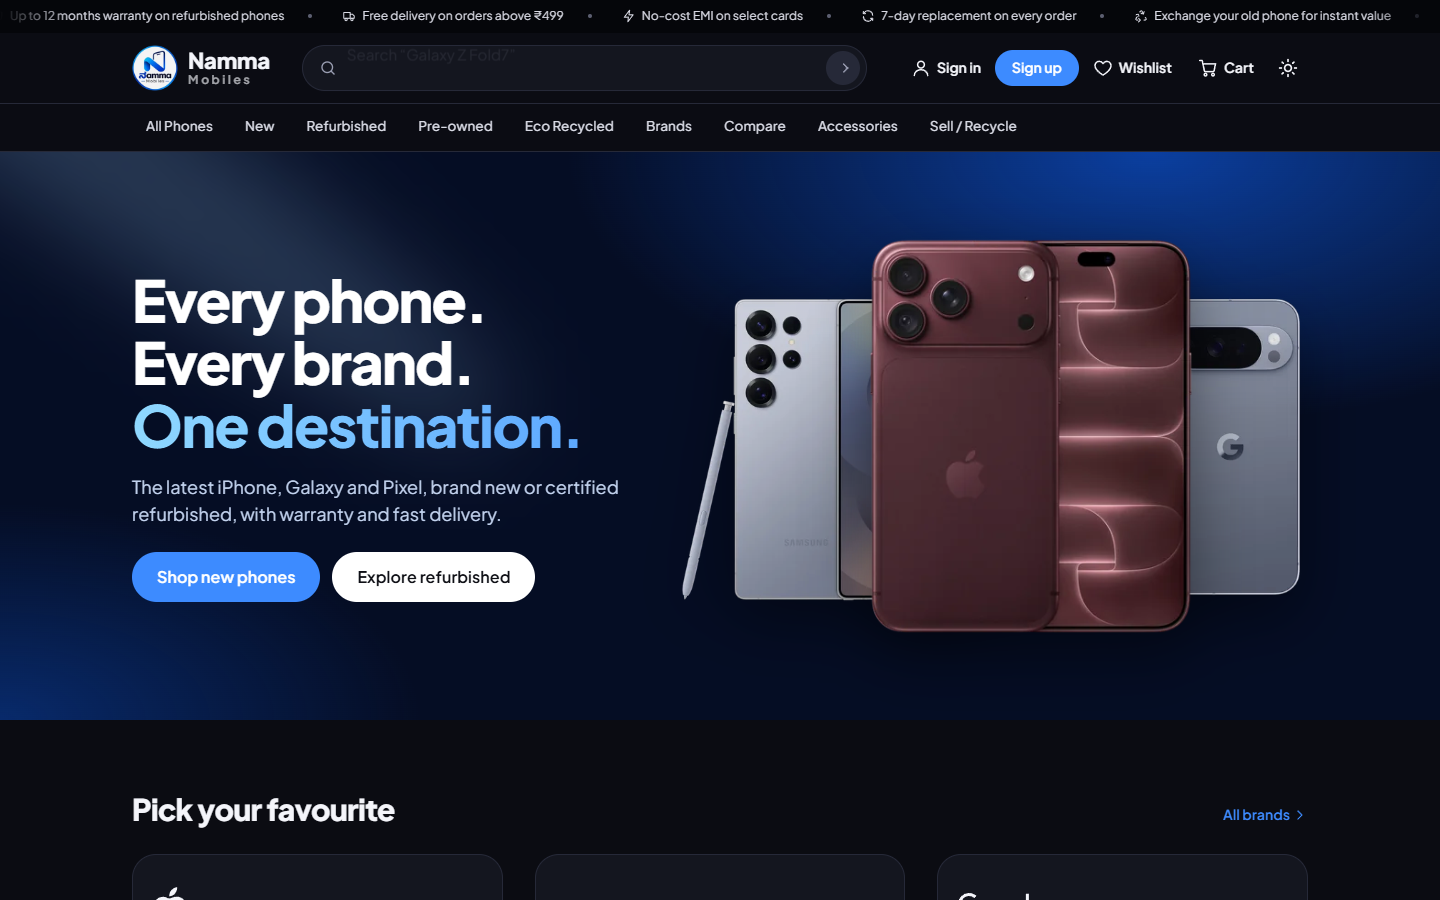 Up to 12 months warranty on refurbished phones • Free delivery on orders above ₹499 • No-cost EMI on select cards • 7-day replacement on every order • Exchange your old phone for instant value
Namma
Mobiles
Search "Galaxy Z Fold7"
Sign in
Sign up
Wishlist
Cart
All Phones
New
Refurbished
Pre-owned
Eco Recycled
Brands
Compare
Accessories
Sell / Recycle
Every phone.
Every brand.
One destination.
The latest iPhone, Galaxy and Pixel, brand new or certified
refurbished, with warranty and fast delivery.
Shop new phones
Explore refurbished
SAMSUNG
G
Pick your favourite
All brands